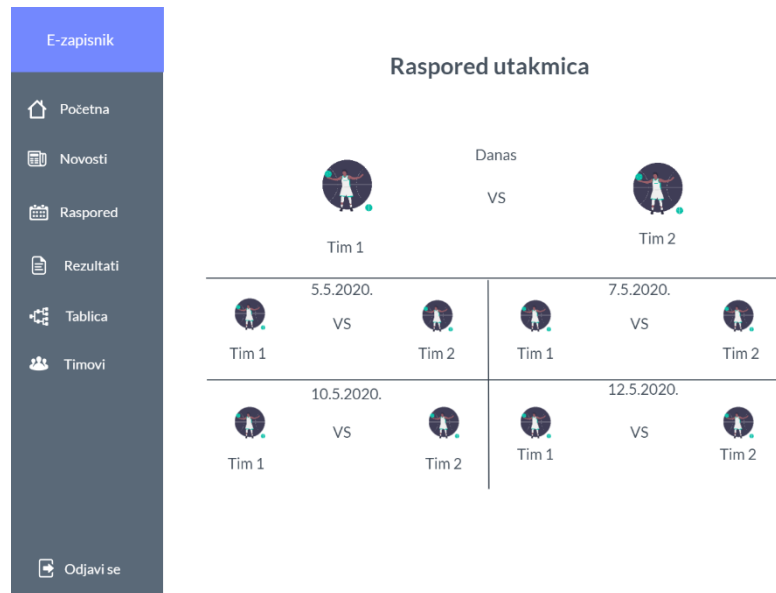 E-zapisnik
Početna
Novosti
Raspored
Rezultati
Tablica
Timovi
Odjavi se
Raspored utakmica
Danas
VS
Tim 1
Tim 2
5.5.2020.
VS
Tim 1
Tim 2
7.5.2020.
VS
Tim 1
Tim 2
10.5.2020.
VS
Tim 1
Tim 2
12.5.2020.
VS
Tim 1
Tim 2